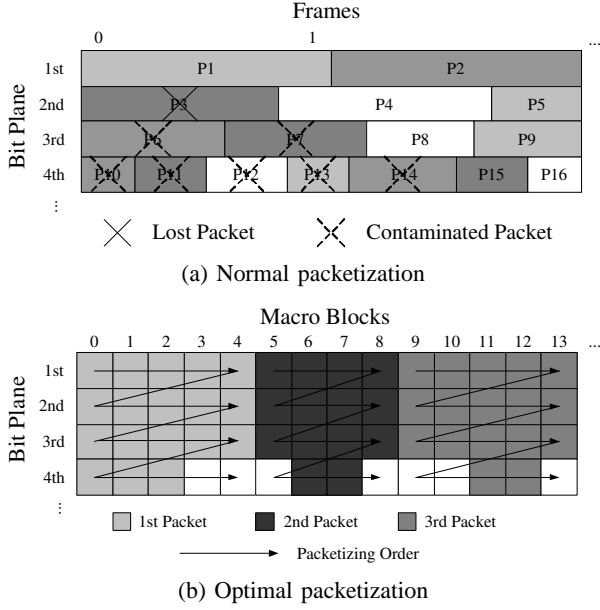 Frames
0 1 ...
1st P1 P2
2nd P3 P4 P5
3rd P6 P7 P8 P9
4th P10 P11 P12 P13 P14 P15 P16
⋮
Bit Plane
Lost Packet Contaminated Packet
(a) Normal packetization
Macro Blocks
0 1 2 3 4 5 6 7 8 9 10 11 12 13 ...
1st
2nd
3rd
4th
⋮
Bit Plane
1st Packet 2nd Packet 3rd Packet
Packetizing Order
(b) Optimal packetization